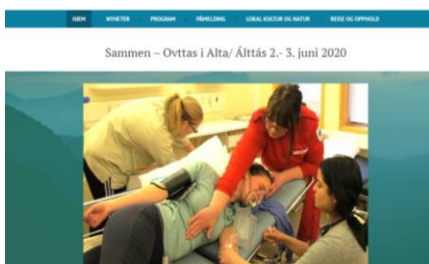 HJEM NYHETER PROGRAM PÅMELDING LOKAL KULTUR OG NATUR REISE OG OPPHOLD
Sammen – Ovttas i Alta/ Álttás 2.- 3. juni 2020